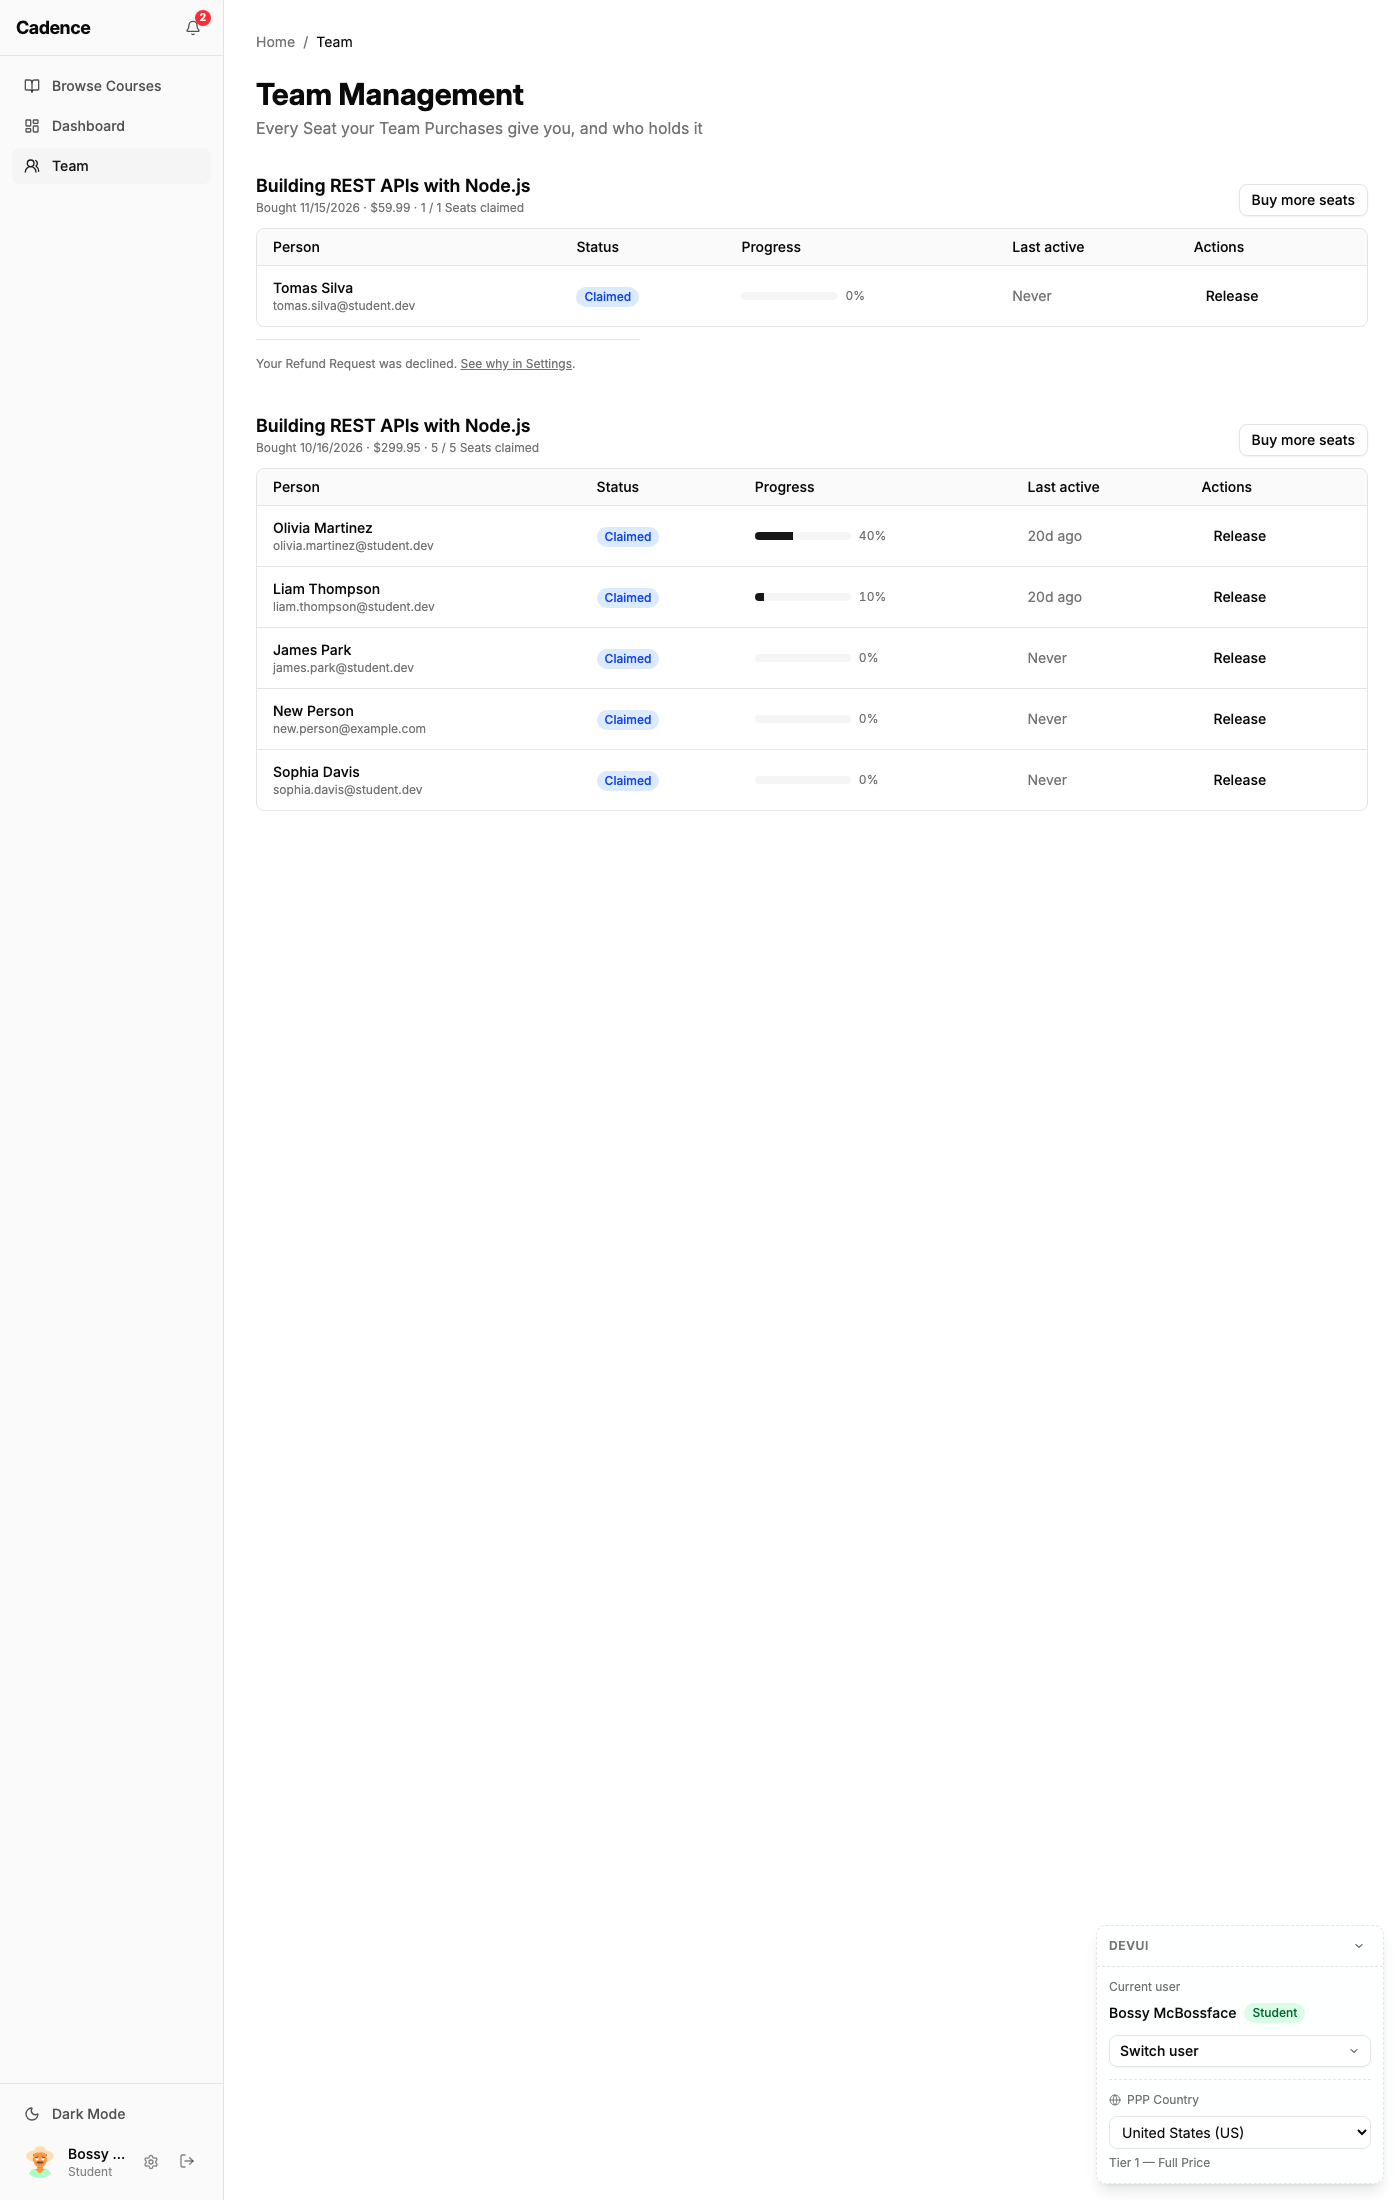 Cadence
2
Browse Courses
Dashboard
Team
Home / Team
Team Management
Every Seat your Team Purchases give you, and who holds it
Building REST APIs with Node.js
Bought 11/15/2026 · $59.99 · 1 / 1 Seats claimed
Buy more seats
Person Status Progress Last active Actions
Tomas Silva
tomas.silva@student.dev
Claimed 0% Never Release
Your Refund Request was declined. See why in Settings.
Building REST APIs with Node.js
Bought 10/16/2026 · $299.95 · 5 / 5 Seats claimed
Buy more seats
Person Status Progress Last active Actions
Olivia Martinez
olivia.martinez@student.dev
Claimed 40% 20d ago Release
Liam Thompson
liam.thompson@student.dev
Claimed 10% 20d ago Release
James Park
james.park@student.dev
Claimed 0% Never Release
New Person
new.person@example.com
Claimed 0% Never Release
Sophia Davis
sophia.davis@student.dev
Claimed 0% Never Release
DEVUI
Current user
Bossy McBossface Student
Switch user
PPP Country
United States (US)
Tier 1 — Full Price
Dark Mode
Bossy ...
Student